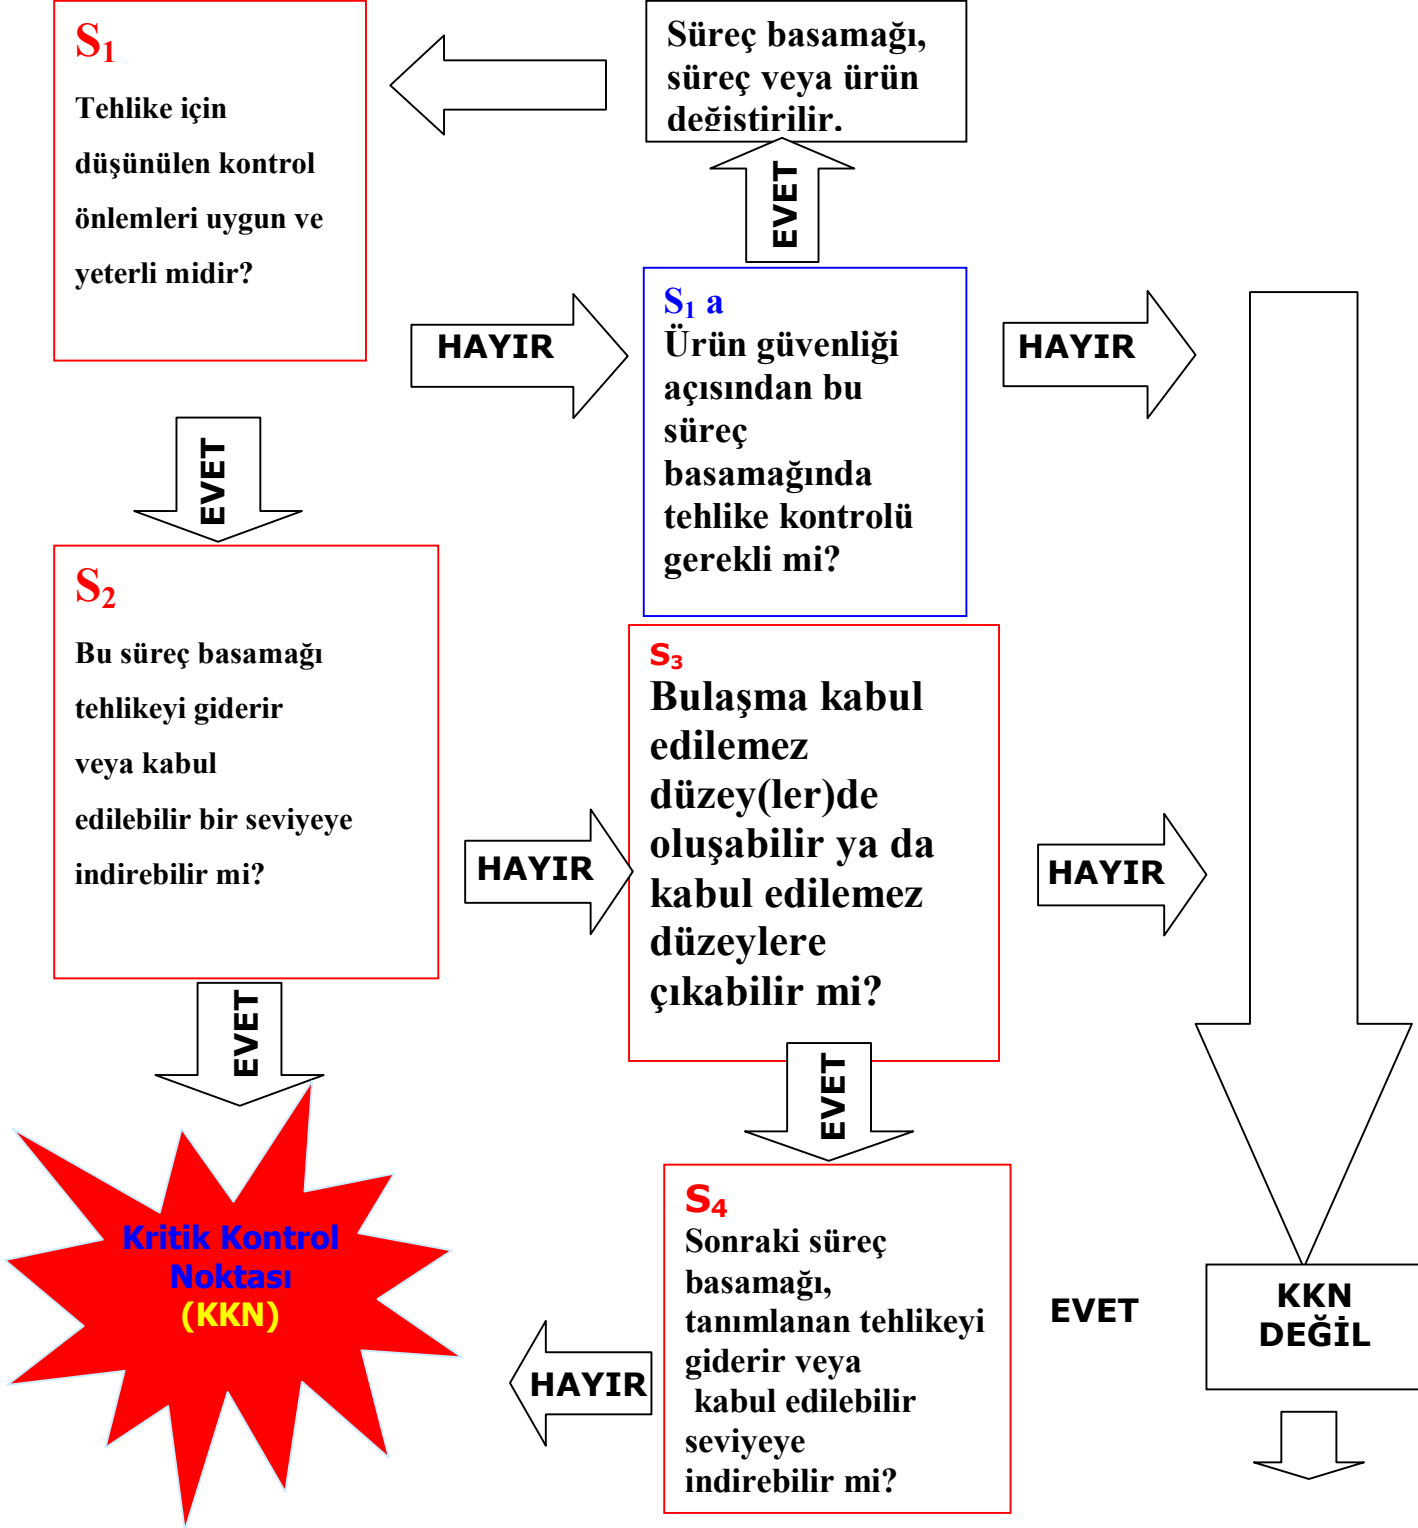 S1
Tehlike için
düşünülen kontrol
önlemleri uygun ve
yeterli midir?
Süreç basamağı,
süreç veya ürün
değiştirilir.
EVET
HAYIR
S1 a
Ürün güvenliği
açısından bu
süreç
basamağında
tehlike kontrolü
gerekli mi?
HAYIR
EVET
S2
Bu süreç basamağı
tehlikeyi giderir
veya kabul
edilebilir bir seviyeye
indirebilir mi?
HAYIR
S3
Bulaşma kabul
edilemez
düzey(ler)de
oluşabilir ya da
kabul edilemez
düzeylere
çıkabilir mi?
HAYIR
EVET
EVET
Kritik Kontrol
Noktası
(KKN)
HAYIR
S4
Sonraki süreç
basamağı,
tanımlanan tehlikeyi
giderir veya
kabul edilebilir
seviyeye
indirebilir mi?
EVET
KKN
DEĞİL